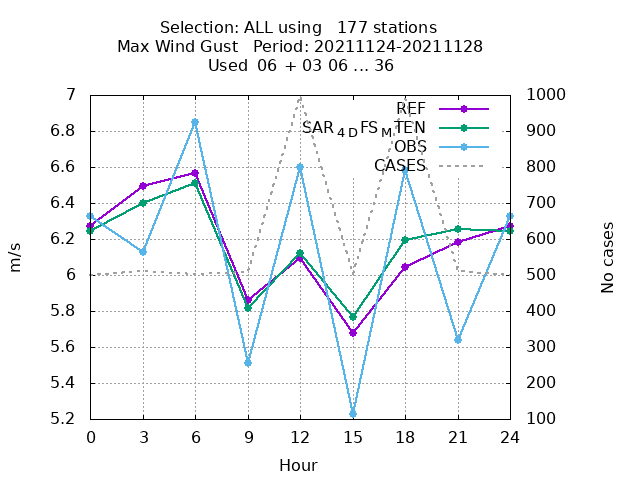 Selection: ALL using   177 stations
Max Wind Gust   Period: 20211124-20211128
Used  06 + 03 06 ... 36
7
6.8
6.6
6.4
6.2
6
5.8
5.6
5.4
5.2
m/s
1000
900
800
700
600
500
400
300
200
100
No cases
REF
SAR4DFSMTEN
OBS
CASES
0 3 6 9 12 15 18 21 24
Hour